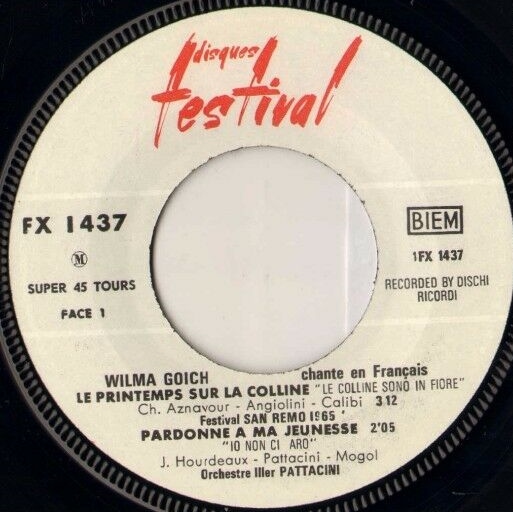 disques
festival
FX 1437
M
SUPER 45 TOURS
FACE 1
BIEM
1FX 1437
RECORDED BY DISCHI
RICORDI
WILMA GOICH chante en Français
LE PRINTEMPS SUR LA COLLINE "LE COLLINE SONO IN FIORE"
Ch. Aznavour - Angiolini - Calibi 3'12
Festival SAN REMO 1965
PARDONNE A MA JEUNESSE 2'05
"IO NON CI ARO"
J. Hourdeaux - Pattacini - Mogol
Orchestre Iller PATTACINI